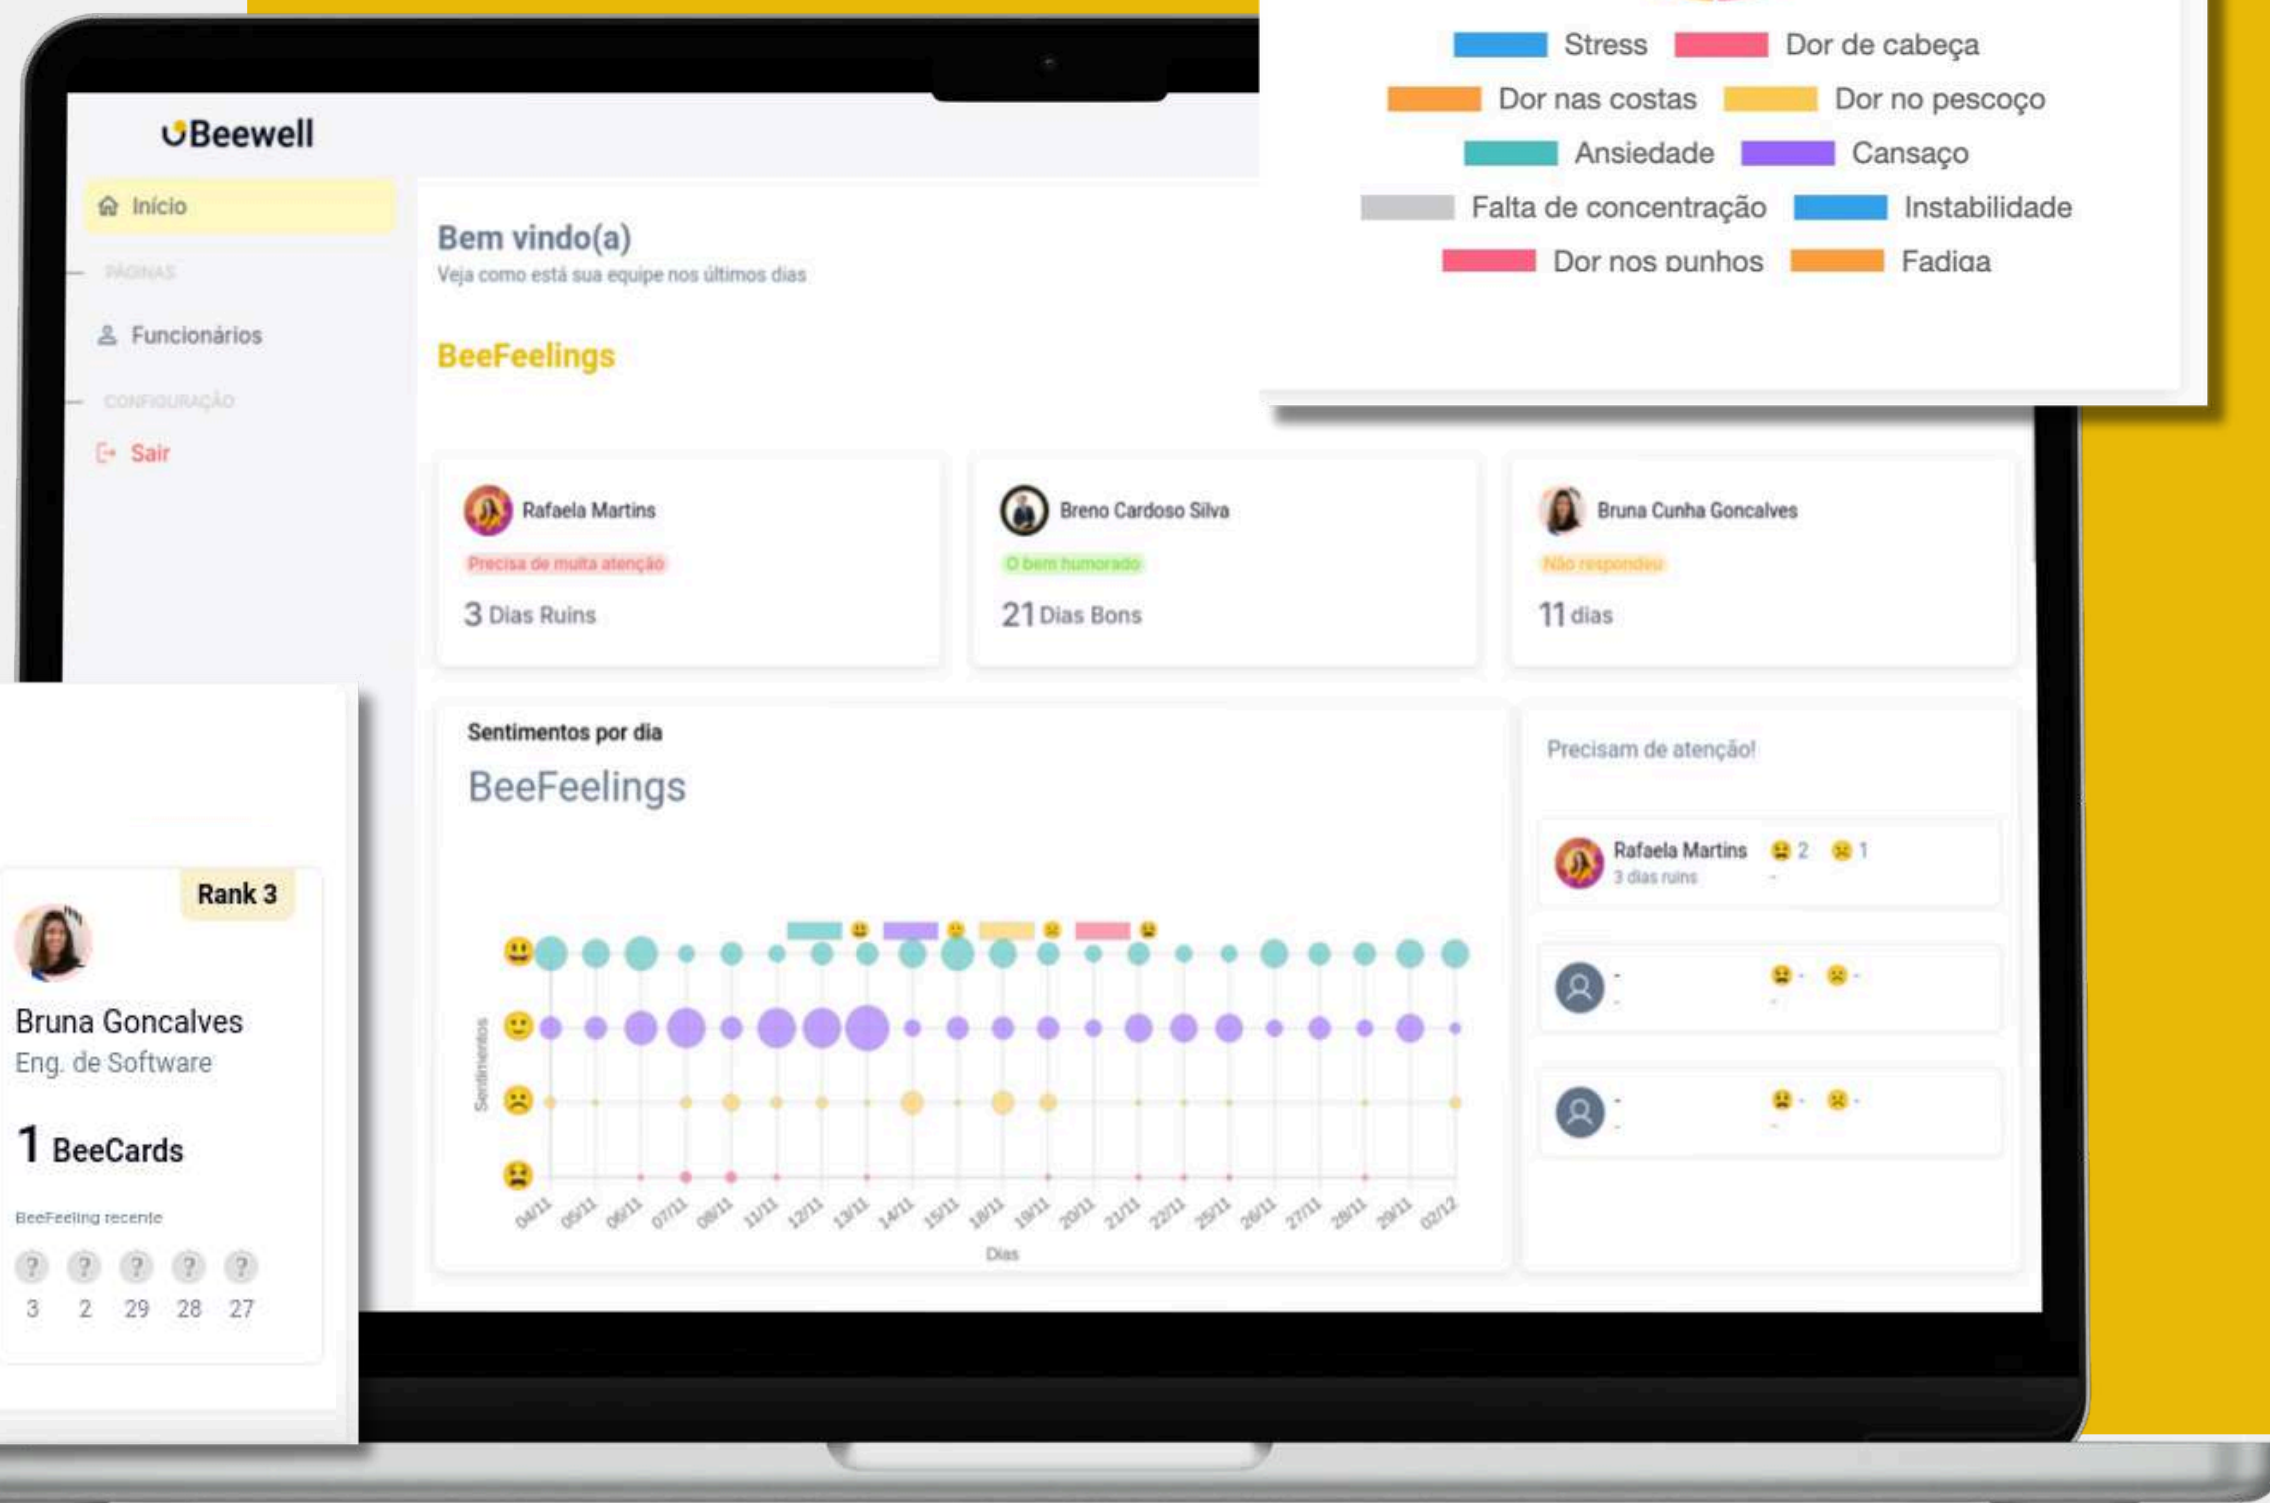 Stress Dor de cabeça
Dor nas costas Dor no pescoço
Ansiedade Cansaço
Falta de concentração Instabilidade
Dor nos punhos Fadiga
Beewell
Início
PÁGINAS
Funcionários
CONFIGURAÇÃO
Sair
Bem vindo(a)
Veja como está sua equipe nos últimos dias
BeeFeelings
Rafaela Martins
Precisa de muita atenção
3 Dias Ruins
Breno Cardoso Silva
O bem humorado
21 Dias Bons
Bruna Cunha Goncalves
Não respondeu
11 dias
Sentimentos por dia
BeeFeelings
Sentimentos
04/11 05/11 06/11 07/11 08/11 11/11 12/11 13/11 14/11 15/11 18/11 19/11 20/11 21/11 22/11 25/11 26/11 27/11 28/11 29/11 02/12
Dias
Precisam de atenção!
Rafaela Martins 2 1
3 dias ruins -
- - -
- -
- - -
- -
Rank 3
Bruna Goncalves
Eng. de Software
1 BeeCards
BeeFeeling recente
? ? ? ? ?
3 2 29 28 27